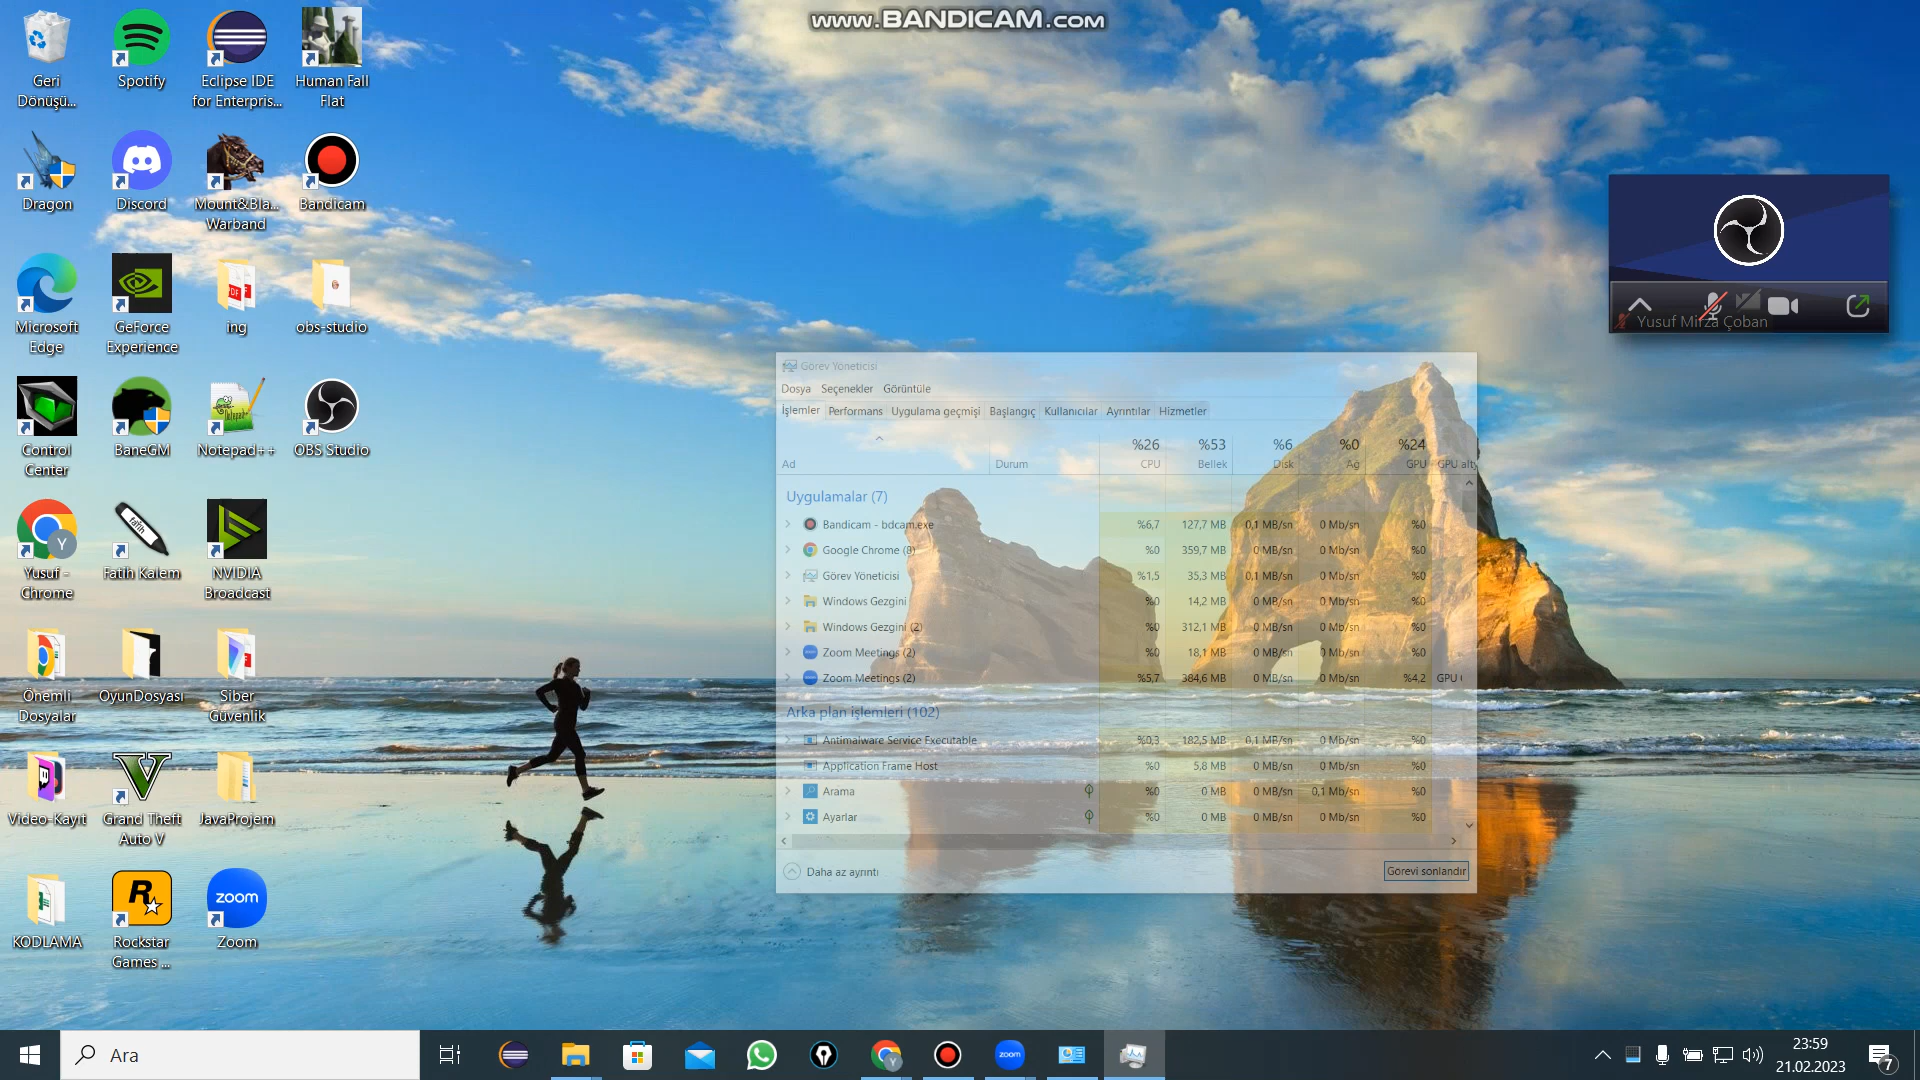 www.BANDICAM.com
Geri
Dönüşü...
Spotify
Eclipse IDE
for Enterpris...
Human Fall
Flat
Dragon
Discord
Mount&Bla...
Warband
Bandicam
Microsoft
Edge
GeForce
Experience
ing
obs-studio
Control
Center
BaneGM
Notepad++
OBS Studio
Yusuf -
Chrome
Fatih Kalem
NVIDIA
Broadcast
Önemli
Dosyalar
OyunDosyası
Siber
Güvenlik
Video-Kayıt
Grand Theft
Auto V
JavaProjem
KODLAMA
Rockstar
Games ...
zoom
Zoom
Yusuf Mirza Çoban
Görev Yöneticisi
Dosya Seçenekler Görüntüle
İşlemler Performans Uygulama geçmişi Başlangıç Kullanıcılar Ayrıntılar Hizmetler
%26 %53 %6 %0 %24
Ad Durum CPU Bellek Disk Ağ GPU GPU altı
Uygulamalar (7)
Bandicam - bdcam.exe %6,7 127,7 MB 0,1 MB/sn 0 Mb/sn %0
Google Chrome (8) %0 359,7 MB 0 MB/sn 0 Mb/sn %0
Görev Yöneticisi %1,5 35,3 MB 0,1 MB/sn 0 Mb/sn %0
Windows Gezgini %0 14,2 MB 0 MB/sn 0 Mb/sn %0
Windows Gezgini (2) %0 312,1 MB 0 MB/sn 0 Mb/sn %0
Zoom Meetings (2) %0 18,1 MB 0 MB/sn 0 Mb/sn %0
Zoom Meetings (2) %5,7 384,6 MB 0 MB/sn 0 Mb/sn %4,2 GPU
Arka plan işlemleri (102)
Antimalware Service Executable %0,3 182,5 MB 0,1 MB/sn 0 Mb/sn %0
Application Frame Host %0 5,8 MB 0 MB/sn 0 Mb/sn %0
Arama %0 0 MB 0 MB/sn 0,1 Mb/sn %0
Ayarlar %0 0 MB 0 MB/sn 0 Mb/sn %0
Daha az ayrıntı
Görevi sonlandır
Ara
zoom
23:59
21.02.2023
7